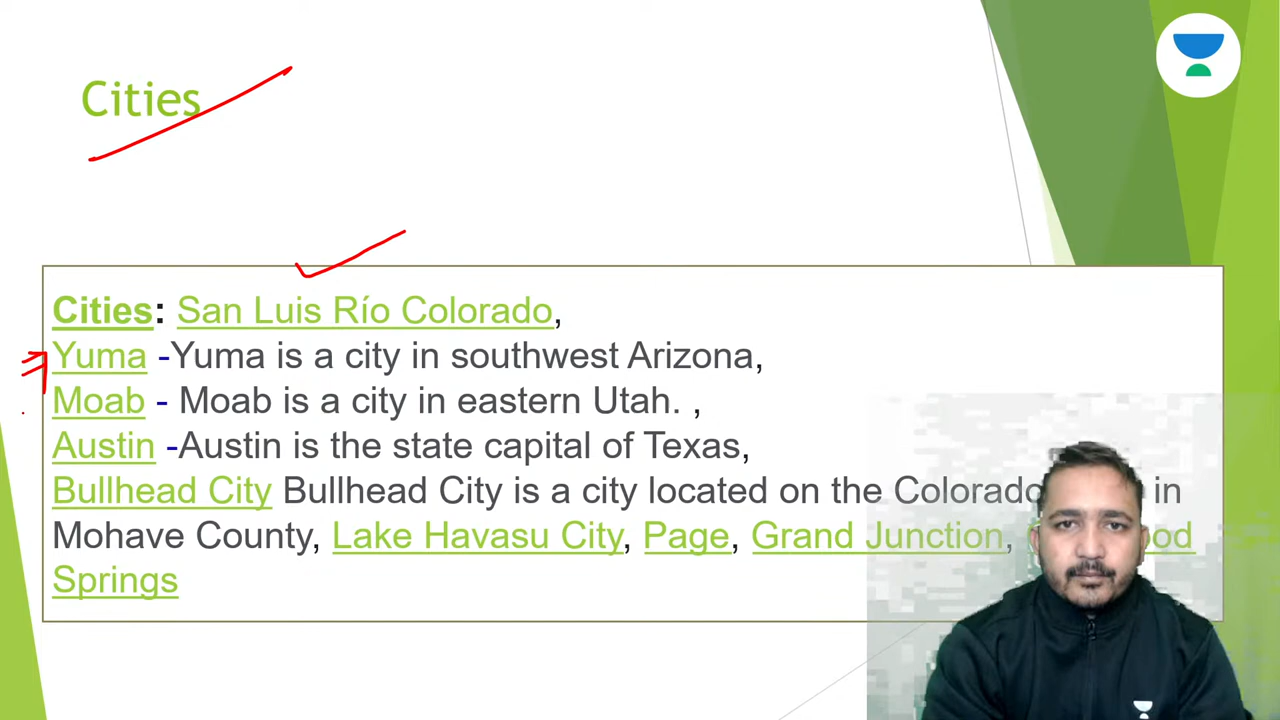 Cities
Cities: San Luis Río Colorado,
Yuma -Yuma is a city in southwest Arizona,
Moab - Moab is a city in eastern Utah. ,
Austin -Austin is the state capital of Texas,
Bullhead City Bullhead City is a city located on the Colorado in
Mohave County, Lake Havasu City, Page, Grand Junction,
Springs